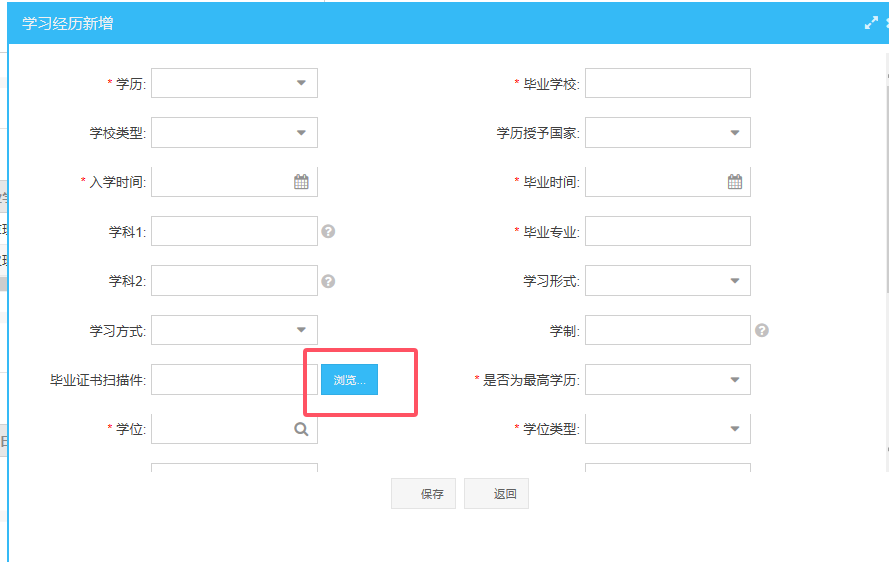 学习经历新增
* 学历:
* 毕业学校:
学校类型:
学历授予国家:
* 入学时间:
* 毕业时间:
学科1:
* 毕业专业:
学科2:
学习形式:
学习方式:
学制:
毕业证书扫描件:
浏览...
* 是否为最高学历:
* 学位:
* 学位类型:
保存
返回